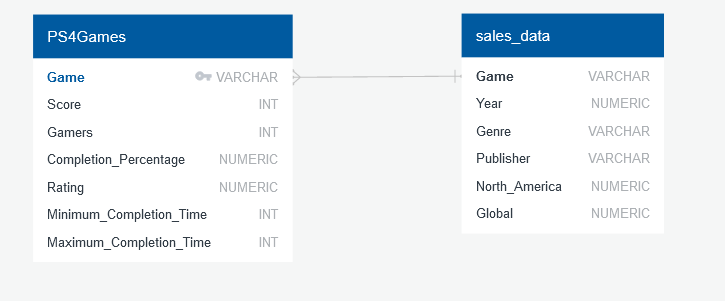 PS4Games
Game VARCHAR
Score INT
Gamers INT
Completion_Percentage NUMERIC
Rating NUMERIC
Minimum_Completion_Time INT
Maximum_Completion_Time INT
sales_data
Game VARCHAR
Year NUMERIC
Genre VARCHAR
Publisher VARCHAR
North_America NUMERIC
Global NUMERIC